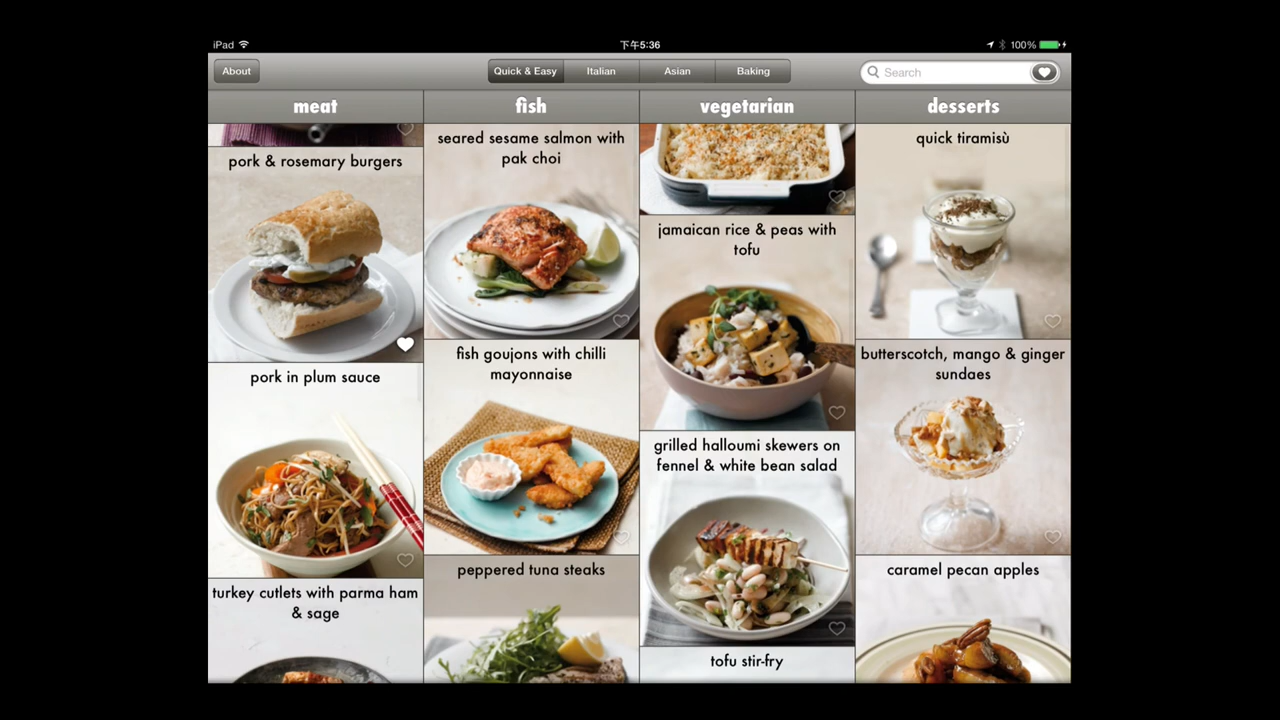 iPad
下午5:36
100%
About
Quick & Easy
Italian
Asian
Baking
Search
meat
fish
vegetarian
desserts
pork & rosemary burgers
pork in plum sauce
turkey cutlets with parma ham
& sage
seared sesame salmon with
pak choi
fish goujons with chilli
mayonnaise
peppered tuna steaks
jamaican rice & peas with
tofu
grilled halloumi skewers on
fennel & white bean salad
tofu stir-fry
quick tiramisù
butterscotch, mango & ginger
sundaes
caramel pecan apples